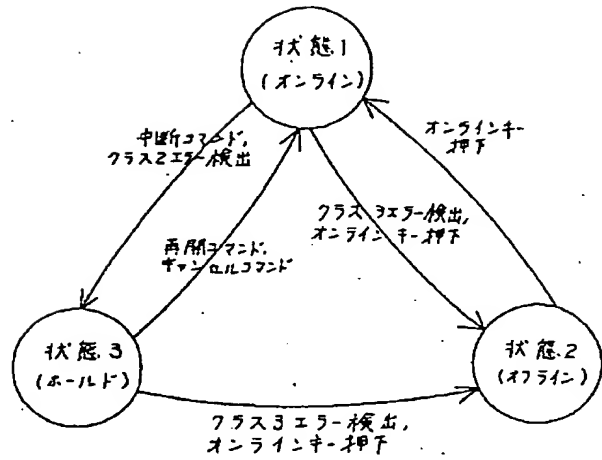 状態.1
(オンライン)
中断コマンド,
クラス2エラー検出
オンラインキー
押下
クラス3エラー検出,
オンラインキー押下
再開コマンド,
キャンセルコマンド
状態.3
(ホールド)
状態.2
(オフライン)
クラス3エラー検出,
オンラインキー押下